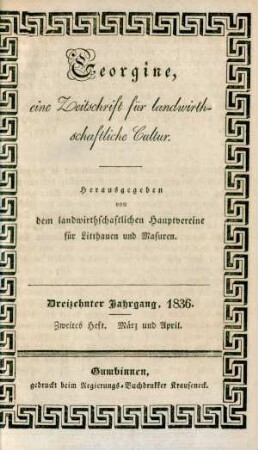 Georgine,
eine Zeitschrift für landwirth-
schaftliche Cultur.
Herausgegeben
von
dem landwirthschaftlichen Hauptvereine
für Litthauen und Masuren.
Dreizehnter Jahrgang, 1836.
Zweites Heft. März und April.
Gumbinnen,
gedruckt beim Regierungs-Buchdrukker Krauseneck.